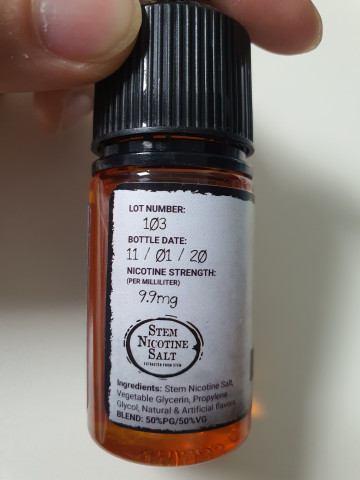 LOT NUMBER:
103
BOTTLE DATE:
11 / 01 / 20
NICOTINE STRENGTH:
(PER MILLILITER)
9.9mg
STEM
NICOTINE
SALT
EXTRACTED FROM STEM
Ingredients: Stem Nicotine Salt,
Vegetable Glycerin, Propylene
Glycol, Natural & Artificial flavors
BLEND: 50%PG/50%VG